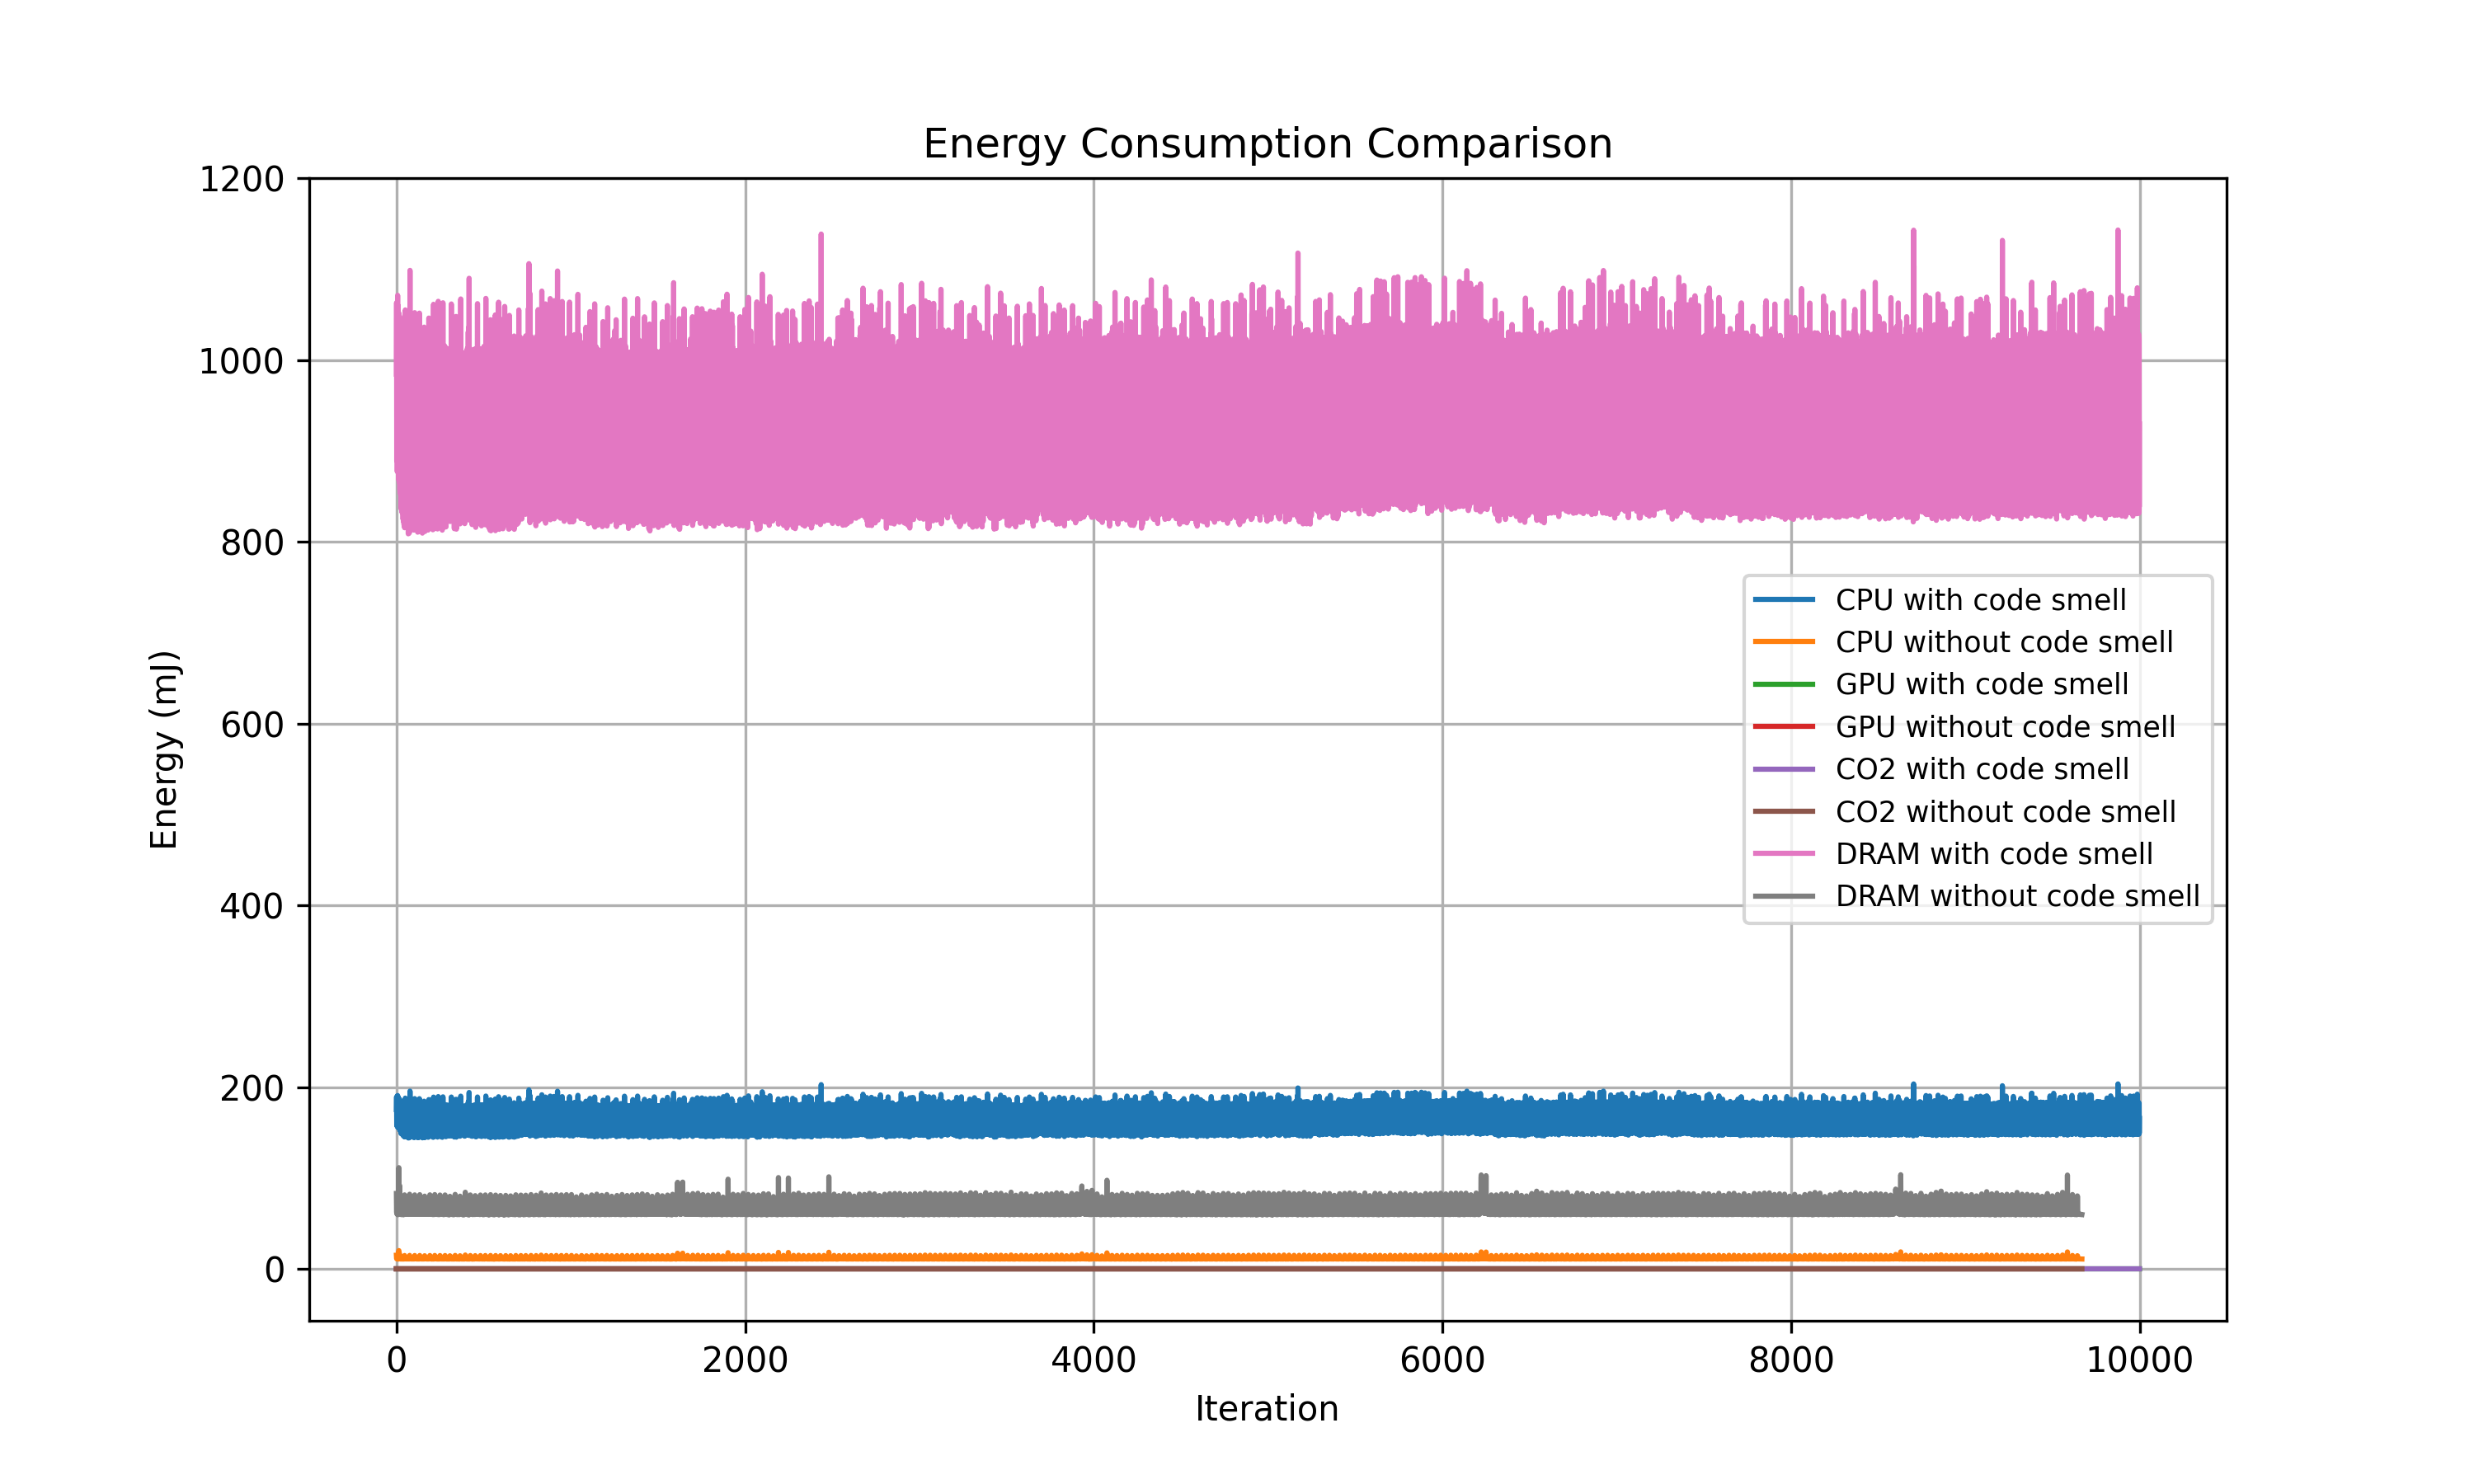 Energy Consumption Comparison
1200
1000
800
600
400
200
0
Energy (mJ)
CPU with code smell
CPU without code smell
GPU with code smell
GPU without code smell
CO2 with code smell
CO2 without code smell
DRAM with code smell
DRAM without code smell
0 2000 4000 6000 8000 10000
Iteration